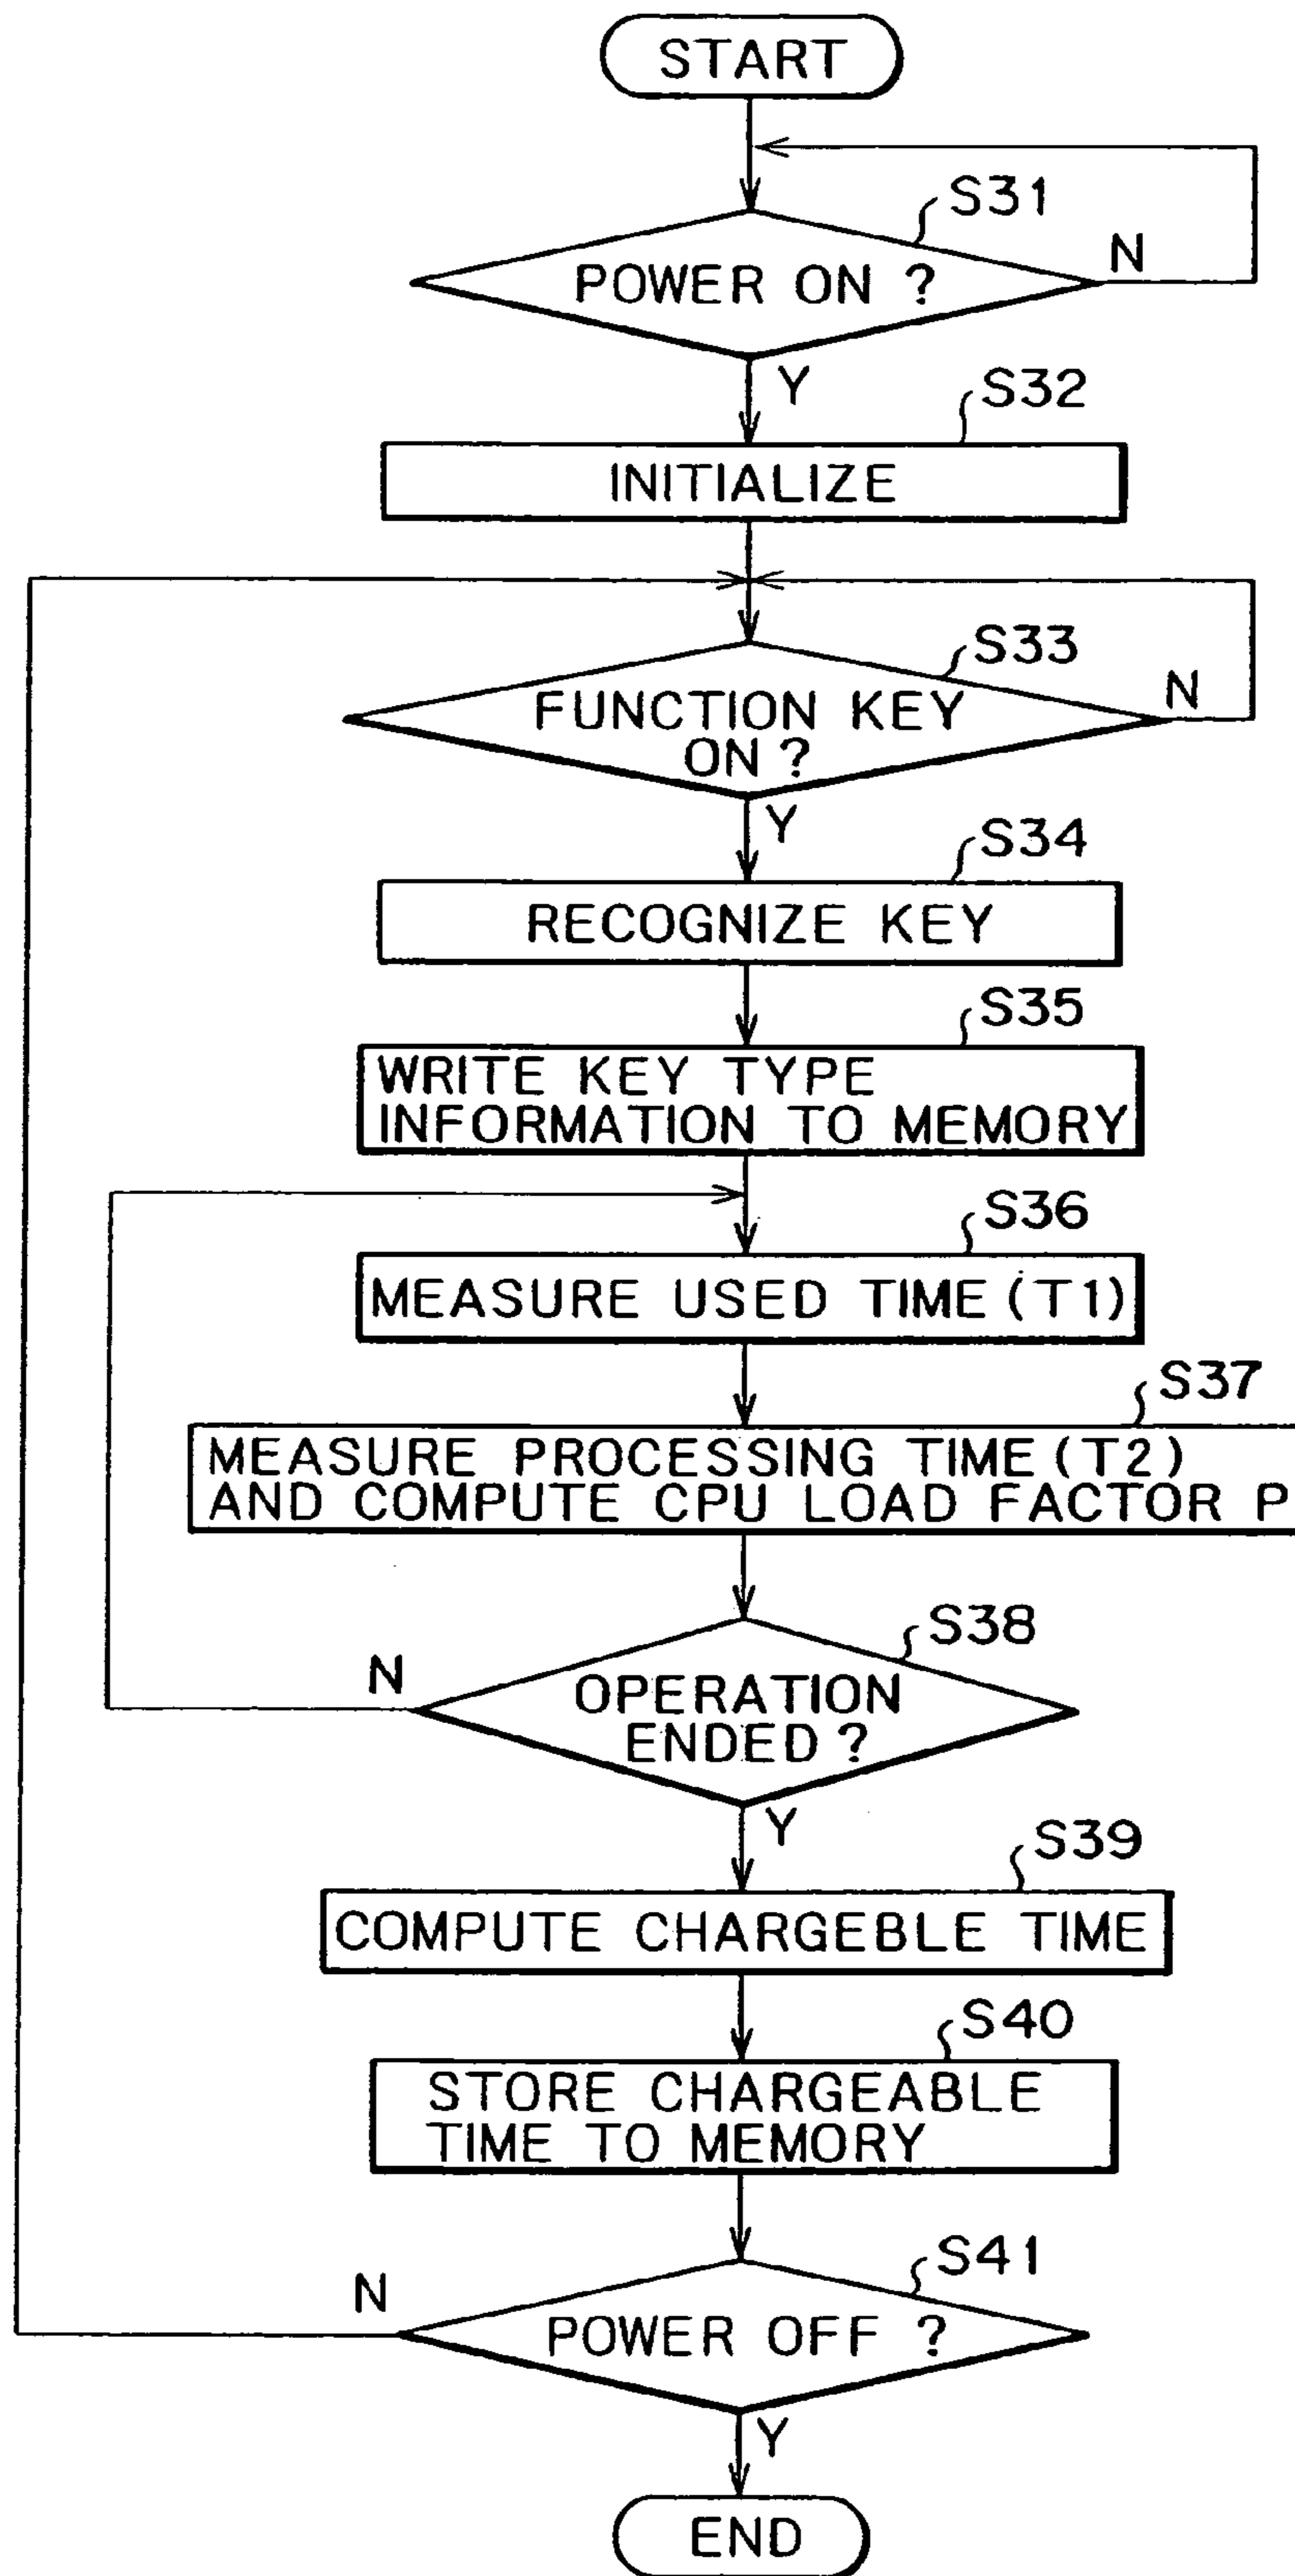 START
S31
POWER ON ?
N
Y
S32
INITIALIZE
S33
FUNCTION KEY
ON ?
N
Y
S34
RECOGNIZE KEY
S35
WRITE KEY TYPE
INFORMATION TO MEMORY
S36
MEASURE USED TIME (T1)
S37
MEASURE PROCESSING TIME (T2)
AND COMPUTE CPU LOAD FACTOR P
S38
N
OPERATION
ENDED ?
Y
S39
COMPUTE CHARGEBLE TIME
S40
STORE CHARGEABLE
TIME TO MEMORY
S41
N
POWER OFF ?
Y
END